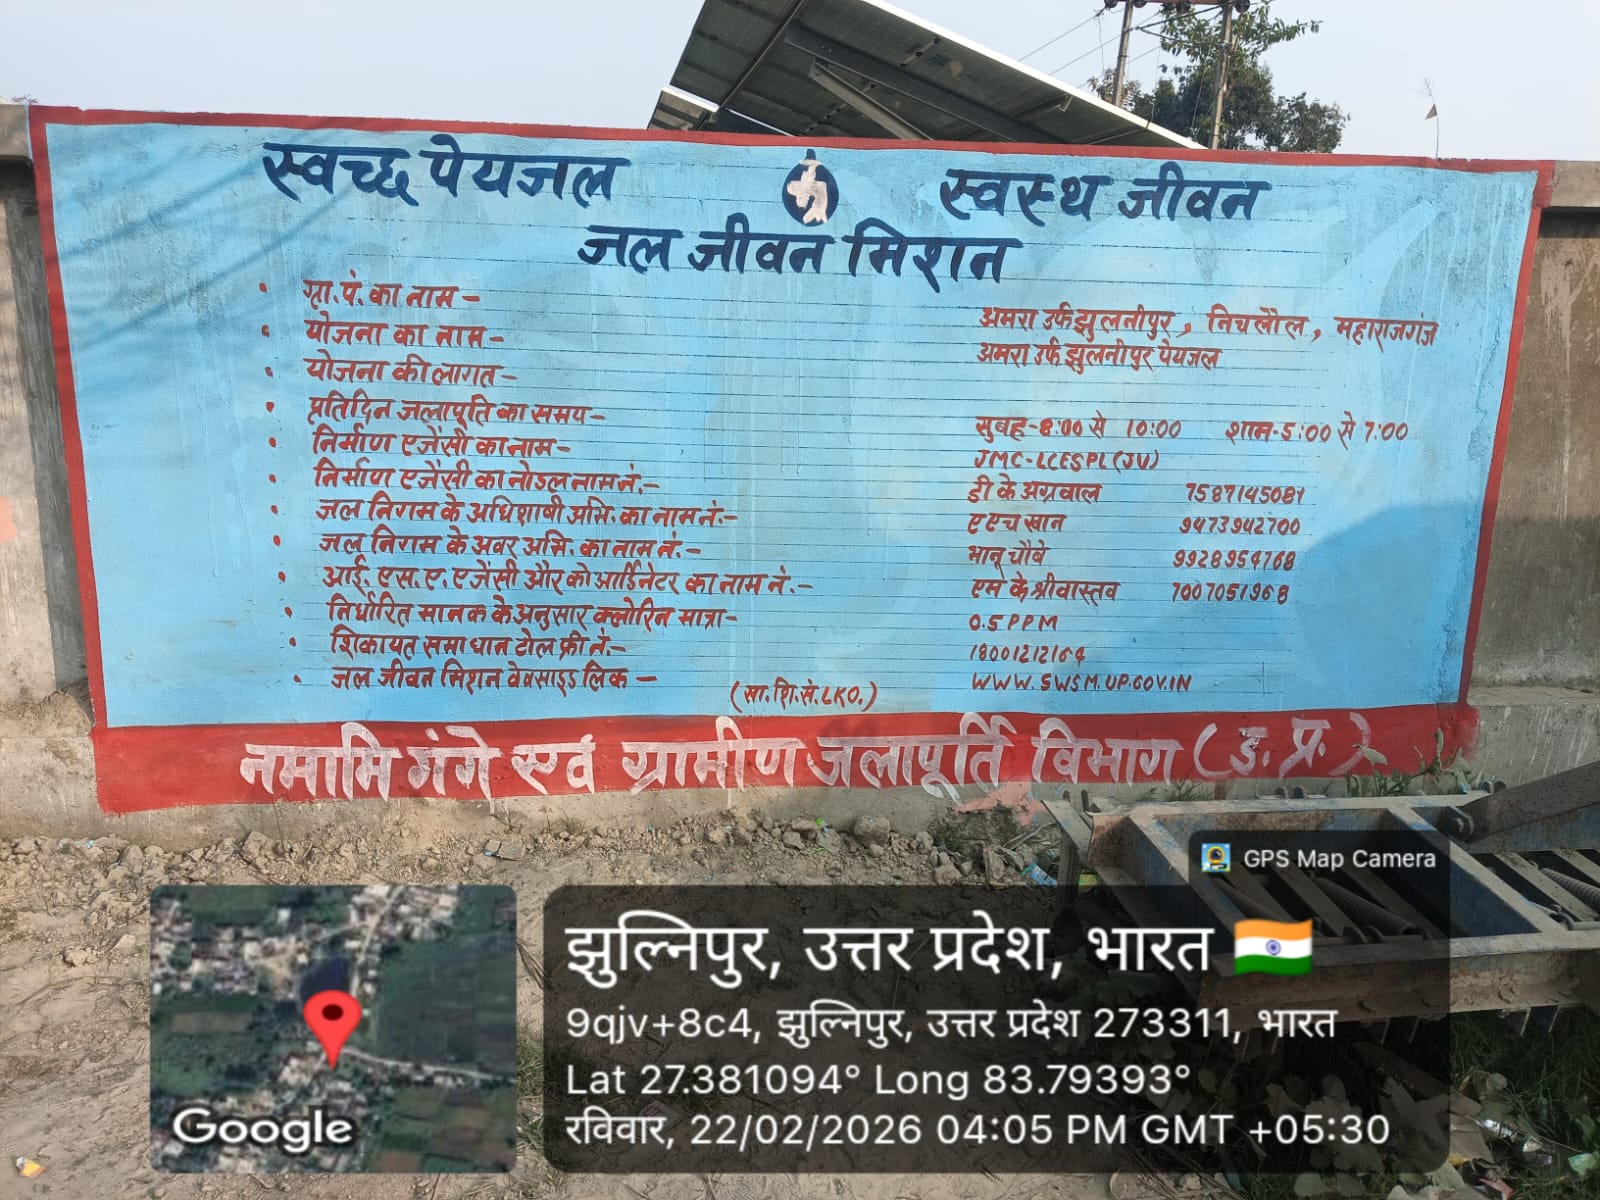 स्वच्छ पेयजल स्वस्थ जीवन
जल जीवन मिशन
• ग्रा.पं. का नाम - अमरा उर्फ झुलनीपुर, निचलौल, महाराजगंज
• योजना का नाम - अमरा उर्फ झुलनीपुर पेयजल
• योजना की लागत -
• प्रतिदिन जलापूर्ति का समय - सुबह-8:00 से 10:00 शाम-5:00 से 7:00
• निर्माण एजेंसी का नाम - JMC-LCESPL(JV)
• निर्माण एजेंसी का नोडल नाम नं.- डी के अग्रवाल 7587145081
• जल निगम के अधिशाषी अभि. का नाम नं.- ए एच खान 9473942700
• जल निगम के अवर अभि. का नाम नं.- भानू चौबे 9928954768
• आई. एस. ए. एजेंसी और को आर्डिनेटर का नाम नं.- एम के श्रीवास्तव 7007051968
• निर्धारित मानक के अनुसार क्लोरिन मात्रा- 0.5 PPM
• शिकायत समाधान टोल फ्री नं.- 18001212164
• जल जीवन मिशन वेवसाइड लिंक - WWW.SWSM.UP.GOV.IN
(सा.शि.सं.LKO.)
नमामि गंगे एवं ग्रामीण जलापूर्ति विभाग (उ. प्र.)
GPS Map Camera
झुल्निपुर, उत्तर प्रदेश, भारत
9qjv+8c4, झुल्निपुर, उत्तर प्रदेश 273311, भारत
Lat 27.381094° Long 83.79393°
रविवार, 22/02/2026 04:05 PM GMT +05:30
Google